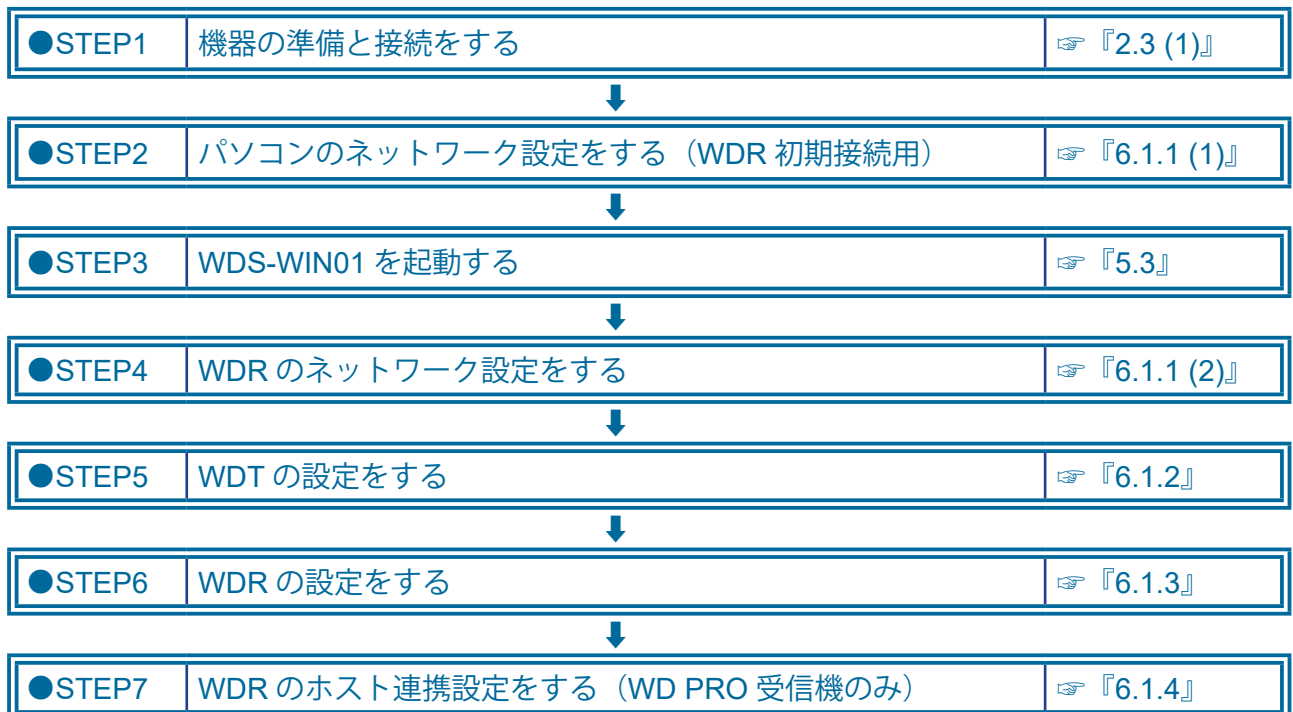 ●STEP1 機器の準備と接続をする ☞『2.3 (1)』
⬇
●STEP2 パソコンのネットワーク設定をする（WDR 初期接続用） ☞『6.1.1 (1)』
⬇
●STEP3 WDS-WIN01 を起動する ☞『5.3』
⬇
●STEP4 WDR のネットワーク設定をする ☞『6.1.1 (2)』
⬇
●STEP5 WDT の設定をする ☞『6.1.2』
⬇
●STEP6 WDR の設定をする ☞『6.1.3』
⬇
●STEP7 WDR のホスト連携設定をする（WD PRO 受信機のみ） ☞『6.1.4』